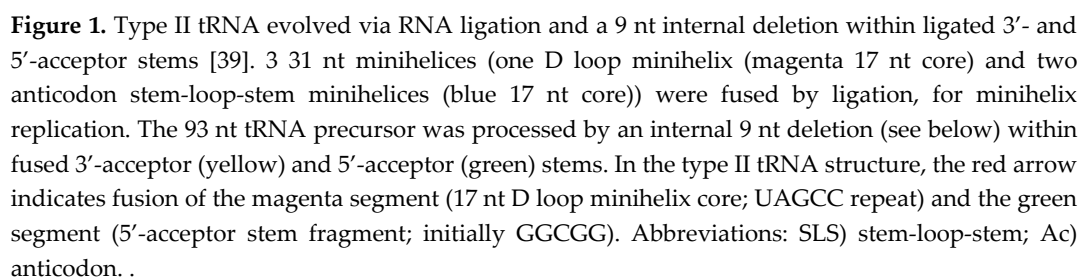 Figure 1. Type II tRNA evolved via RNA ligation and a 9 nt internal deletion within ligated 3’- and
5’-acceptor stems [39]. 3 31 nt minihelices (one D loop minihelix (magenta 17 nt core) and two
anticodon stem-loop-stem minihelices (blue 17 nt core)) were fused by ligation, for minihelix
replication. The 93 nt tRNA precursor was processed by an internal 9 nt deletion (see below) within
fused 3’-acceptor (yellow) and 5’-acceptor (green) stems. In the type II tRNA structure, the red arrow
indicates fusion of the magenta segment (17 nt D loop minihelix core; UAGCC repeat) and the green
segment (5’-acceptor stem fragment; initially GGCGG). Abbreviations: SLS) stem-loop-stem; Ac)
anticodon. .